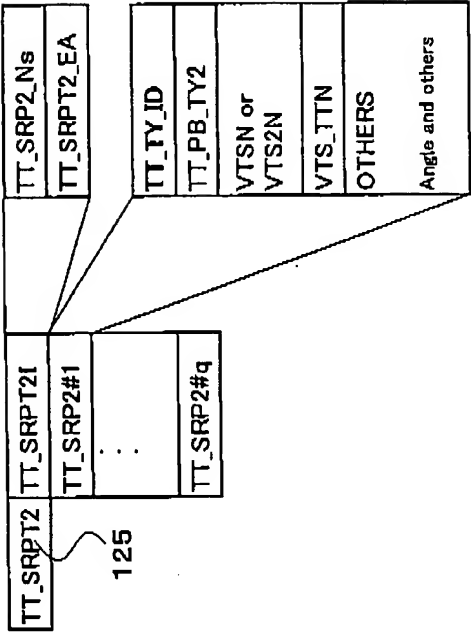 TT_SRPT2
125
TT_SRPT2I
TT_SRP2#1
. . .
TT_SRP2#q
TT_SRP2_Ns
TT_SRPT2_EA
TT_TY_ID
TT_PB_TY2
VTSN or
VTS2N
VTS_TTN
OTHERS
Angle and others